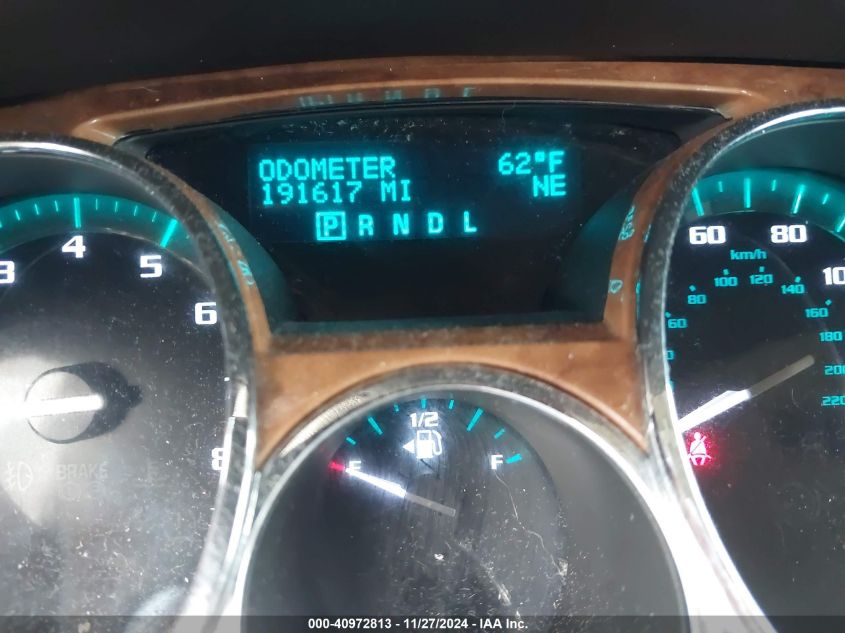 ODOMETER 62°F
191617 MI NE
P R N D L
3 4 5 6 8
BRAKE
1/2
E F
60 80
km/h
60 80 100 120 140 160 180 200 220
000-40972813 - 11/27/2024 - IAA Inc.